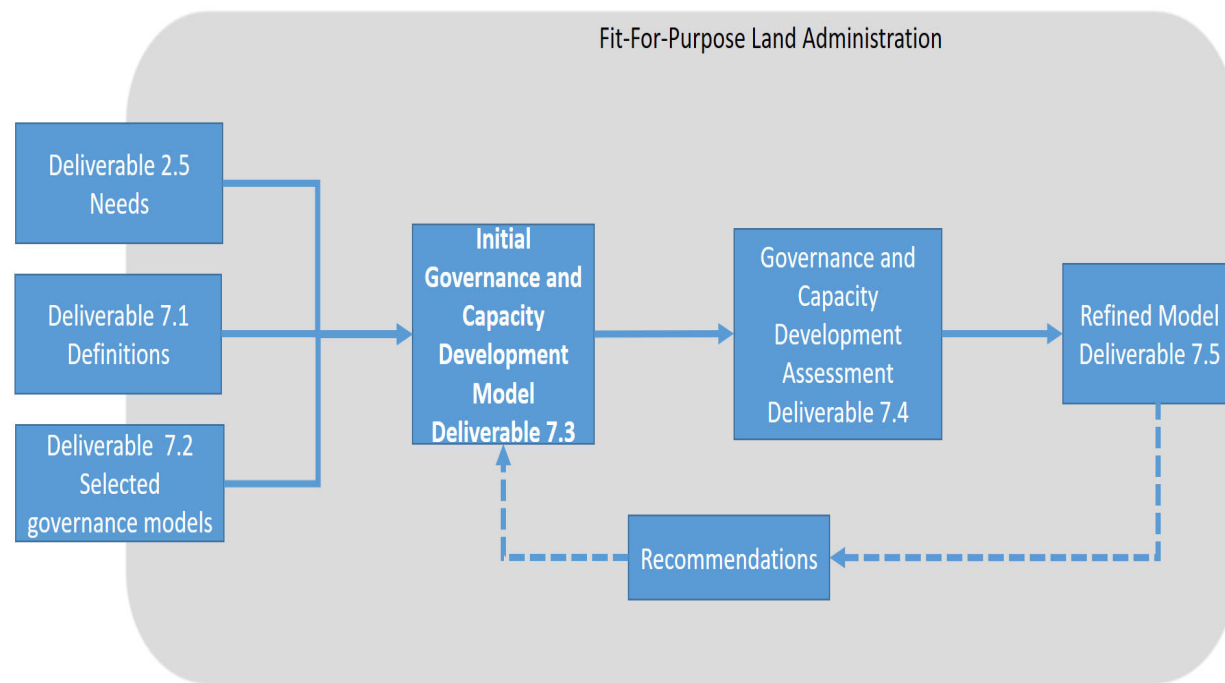 Fit-For-Purpose Land Administration
Deliverable 2.5
Needs
Deliverable 7.1
Definitions
Deliverable 7.2
Selected
governance models
Initial
Governance and
Capacity
Development
Model
Deliverable 7.3
Governance and
Capacity
Development
Assessment
Deliverable 7.4
Refined Model
Deliverable 7.5
Recommendations